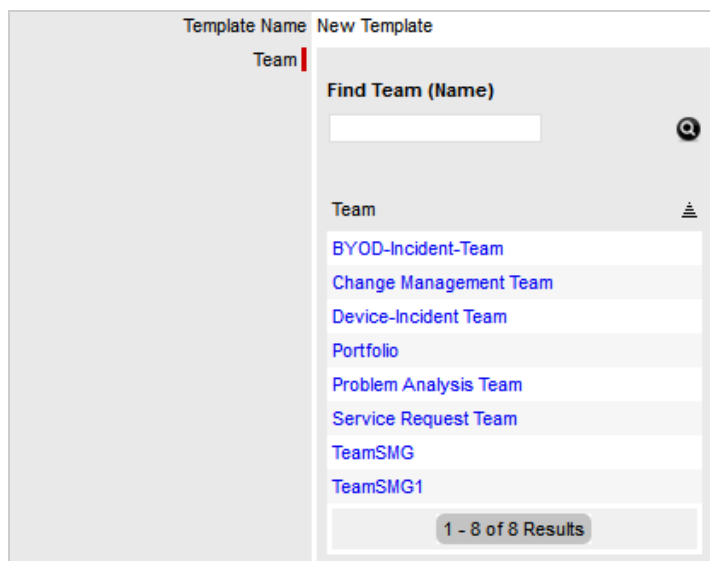 Template Name New Template
Team
Find Team (Name)
Team
BYOD-Incident-Team
Change Management Team
Device-Incident Team
Portfolio
Problem Analysis Team
Service Request Team
TeamSMG
TeamSMG1
1 - 8 of 8 Results